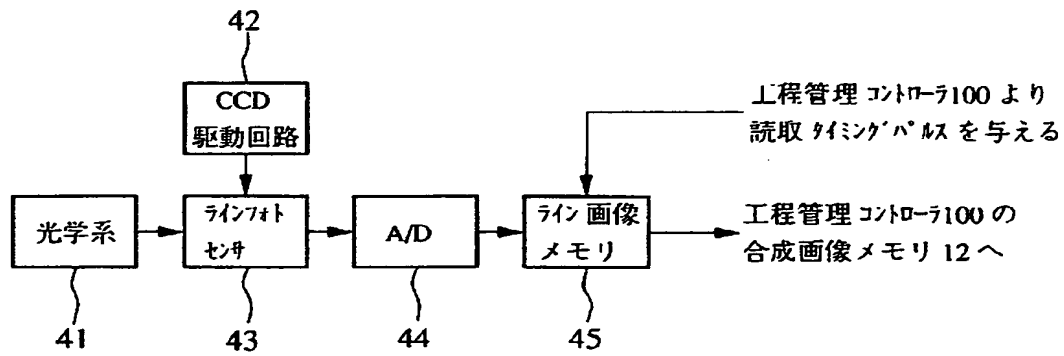 42
CCD
駆動回路
工程管理 コントローラ100 より
読取 タイミングパルス を与える
光学系
ラインフォト
センサ
A/D
ライン 画像
メモリ
工程管理 コントローラ100 の
合成画像メモリ 12へ
41
43
44
45